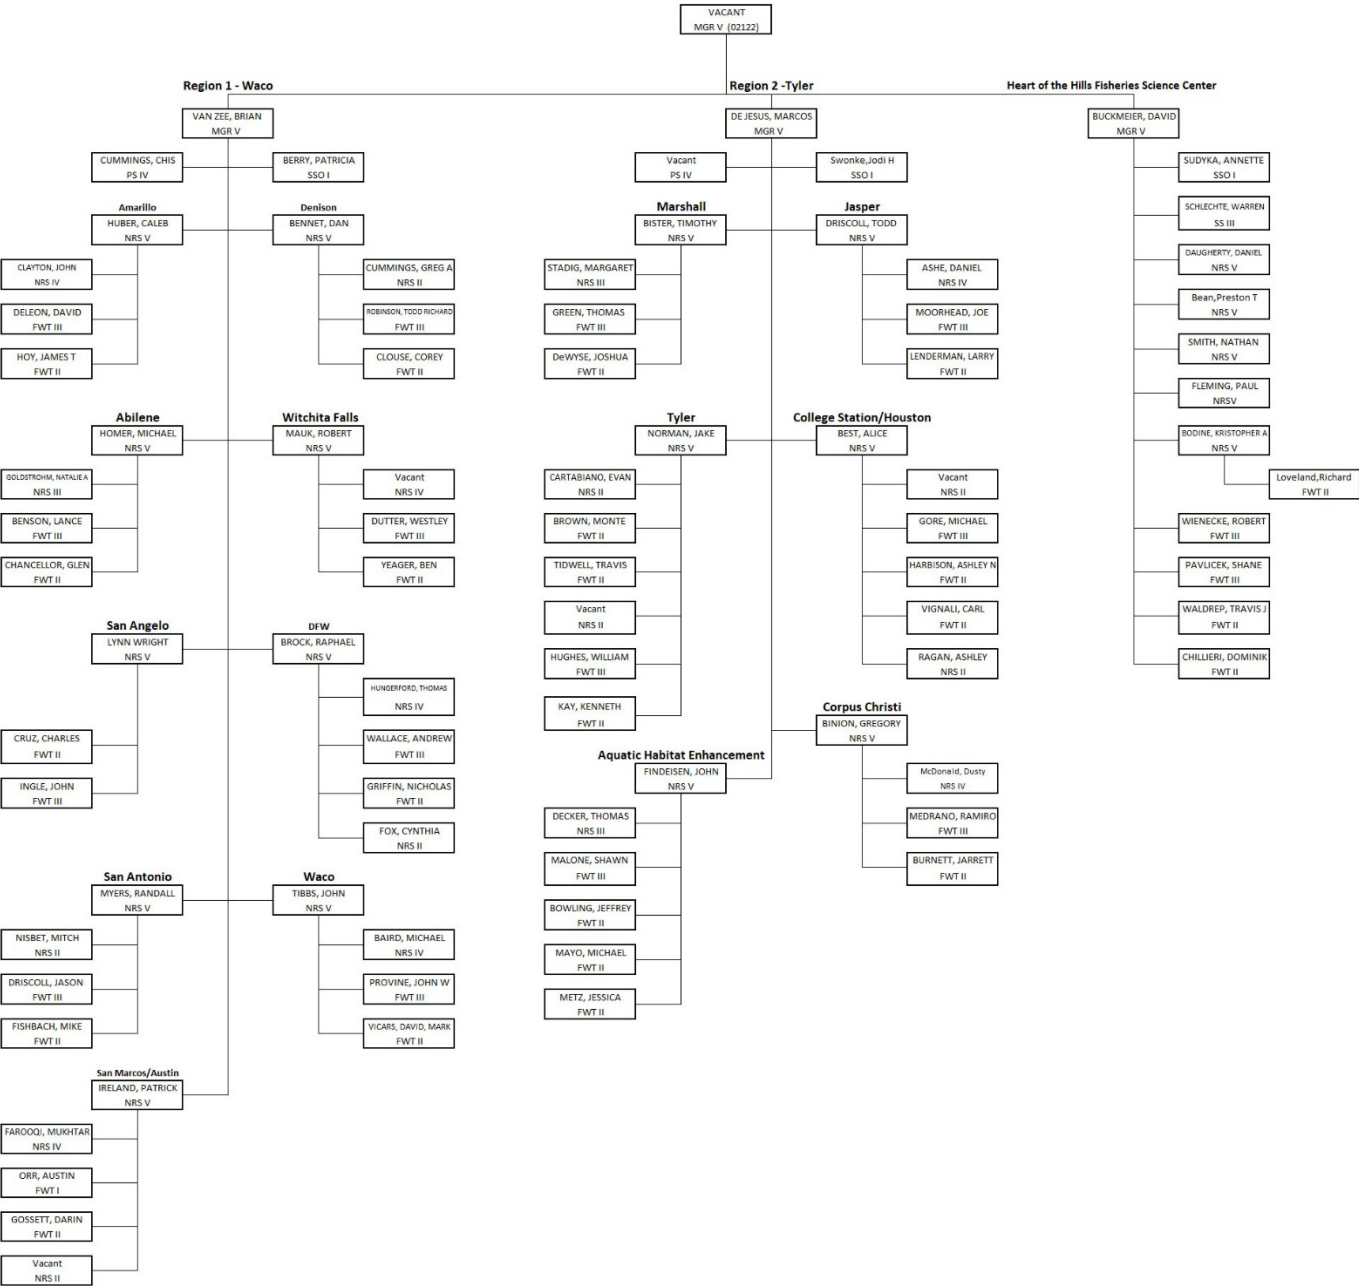 VACANT
MGR V (02122)
Region 1 - Waco
VAN ZEE, BRIAN
MGR V
CUMMINGS, CHIS
PS IV
BERRY, PATRICIA
SSO I
Amarillo
HUBER, CALEB
NRS V
CLAYTON, JOHN
NRS IV
DELEON, DAVID
FWT III
HOY, JAMES T
FWT II
Denison
BENNET, DAN
NRS V
CUMMINGS, GREG A
NRS II
ROBINSON, TODD RICHARD
FWT III
CLOUSE, COREY
FWT II
Abilene
HOMER, MICHAEL
NRS V
GOLDSTROHM, NATALIE A
NRS III
BENSON, LANCE
FWT III
CHANCELLOR, GLEN
FWT II
Witchita Falls
MAUK, ROBERT
NRS V
Vacant
NRS IV
DUTTER, WESTLEY
FWT III
YEAGER, BEN
FWT II
San Angelo
LYNN WRIGHT
NRS V
CRUZ, CHARLES
FWT II
INGLE, JOHN
FWT III
DFW
BROCK, RAPHAEL
NRS V
HUNGERFORD, THOMAS
NRS IV
WALLACE, ANDREW
FWT III
GRIFFIN, NICHOLAS
FWT II
FOX, CYNTHIA
NRS II
San Antonio
MYERS, RANDALL
NRS V
NISBET, MITCH
NRS II
DRISCOLL, JASON
FWT III
FISHBACH, MIKE
FWT II
Waco
TIBBS, JOHN
NRS V
BAIRD, MICHAEL
NRS IV
PROVINE, JOHN W
FWT III
VICARS, DAVID, MARK
FWT II
San Marcos/Austin
IRELAND, PATRICK
NRS V
FAROOQI, MUKHTAR
NRS IV
ORR, AUSTIN
FWT I
GOSSETT, DARIN
FWT II
Vacant
NRS II
Region 2 -Tyler
DE JESUS, MARCOS
MGR V
Vacant
PS IV
Swonke,Jodi H
SSO I
Marshall
BISTER, TIMOTHY
NRS V
STADIG, MARGARET
NRS III
GREEN, THOMAS
FWT III
DeWYSE, JOSHUA
FWT II
Jasper
DRISCOLL, TODD
NRS V
ASHE, DANIEL
NRS IV
MOORHEAD, JOE
FWT III
LENDERMAN, LARRY
FWT II
Tyler
NORMAN, JAKE
NRS V
CARTABIANO, EVAN
NRS II
BROWN, MONTE
FWT II
TIDWELL, TRAVIS
FWT II
Vacant
NRS II
HUGHES, WILLIAM
FWT III
KAY, KENNETH
FWT II
College Station/Houston
BEST, ALICE
NRS V
Vacant
NRS II
GORE, MICHAEL
FWT III
HARBISON, ASHLEY N
FWT II
VIGNALI, CARL
FWT II
RAGAN, ASHLEY
NRS II
Corpus Christi
BINION, GREGORY
NRS V
McDonald, Dusty
NRS IV
MEDRANO, RAMIRO
FWT III
BURNETT, JARRETT
FWT II
Aquatic Habitat Enhancement
FINDEISEN, JOHN
NRS V
DECKER, THOMAS
NRS III
MALONE, SHAWN
FWT III
BOWLING, JEFFREY
FWT II
MAYO, MICHAEL
FWT II
METZ, JESSICA
FWT II
Heart of the Hills Fisheries Science Center
BUCKMEIER, DAVID
MGR V
SUDYKA, ANNETTE
SSO I
SCHLECHTE, WARREN
SS III
DAUGHERTY, DANIEL
NRS V
Bean,Preston T
NRS V
SMITH, NATHAN
NRS V
FLEMING, PAUL
NRSV
BODINE, KRISTOPHER A
NRS V
Loveland,Richard
FWT II
WIENECKE, ROBERT
FWT III
PAVLICEK, SHANE
FWT III
WALDREP, TRAVIS J
FWT II
CHILLIERI, DOMINIK
FWT II